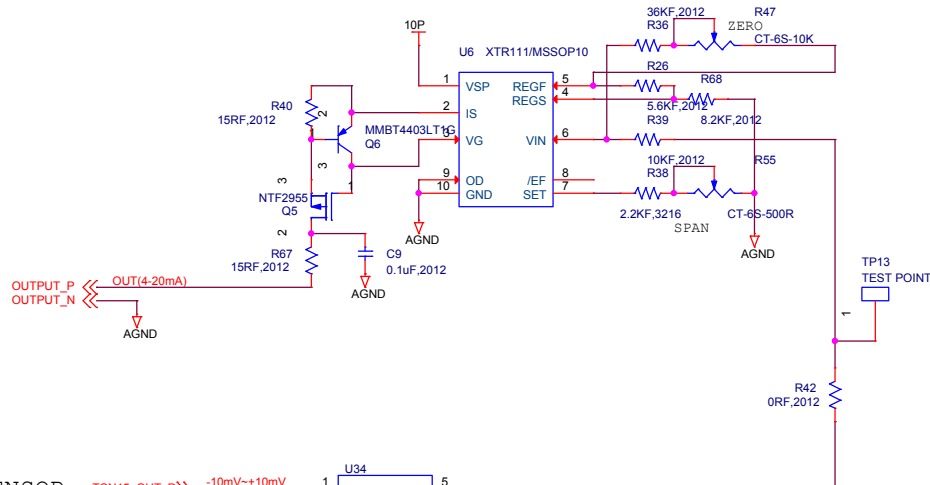 36KF,2012
R36
R47
ZERO
CT-6S-10K
10P
U6 XTR111/MSSOP10
1 VSP
2 IS
3 VG
9 OD
10 GND
REGF 5
REGS 4
VIN 6
/EF 8
SET 7
R26
5.6KF,2012
R68
8.2KF,2012
R39
10KF,2012
R38
2.2KF,3216
R55
CT-6S-500R
SPAN
R40
15RF,2012
2
1
3
MMBT4403LT1G
Q6
3
1
2
NTF2955
Q5
R67
15RF,2012
C9
0.1uF,2012
AGND
AGND
AGND
AGND
OUTPUT_P
OUTPUT_N
OUT(4-20mA)
TP13
TEST POINT
1
R42
0RF,2012
U34
1
5
-10mV~+10mV